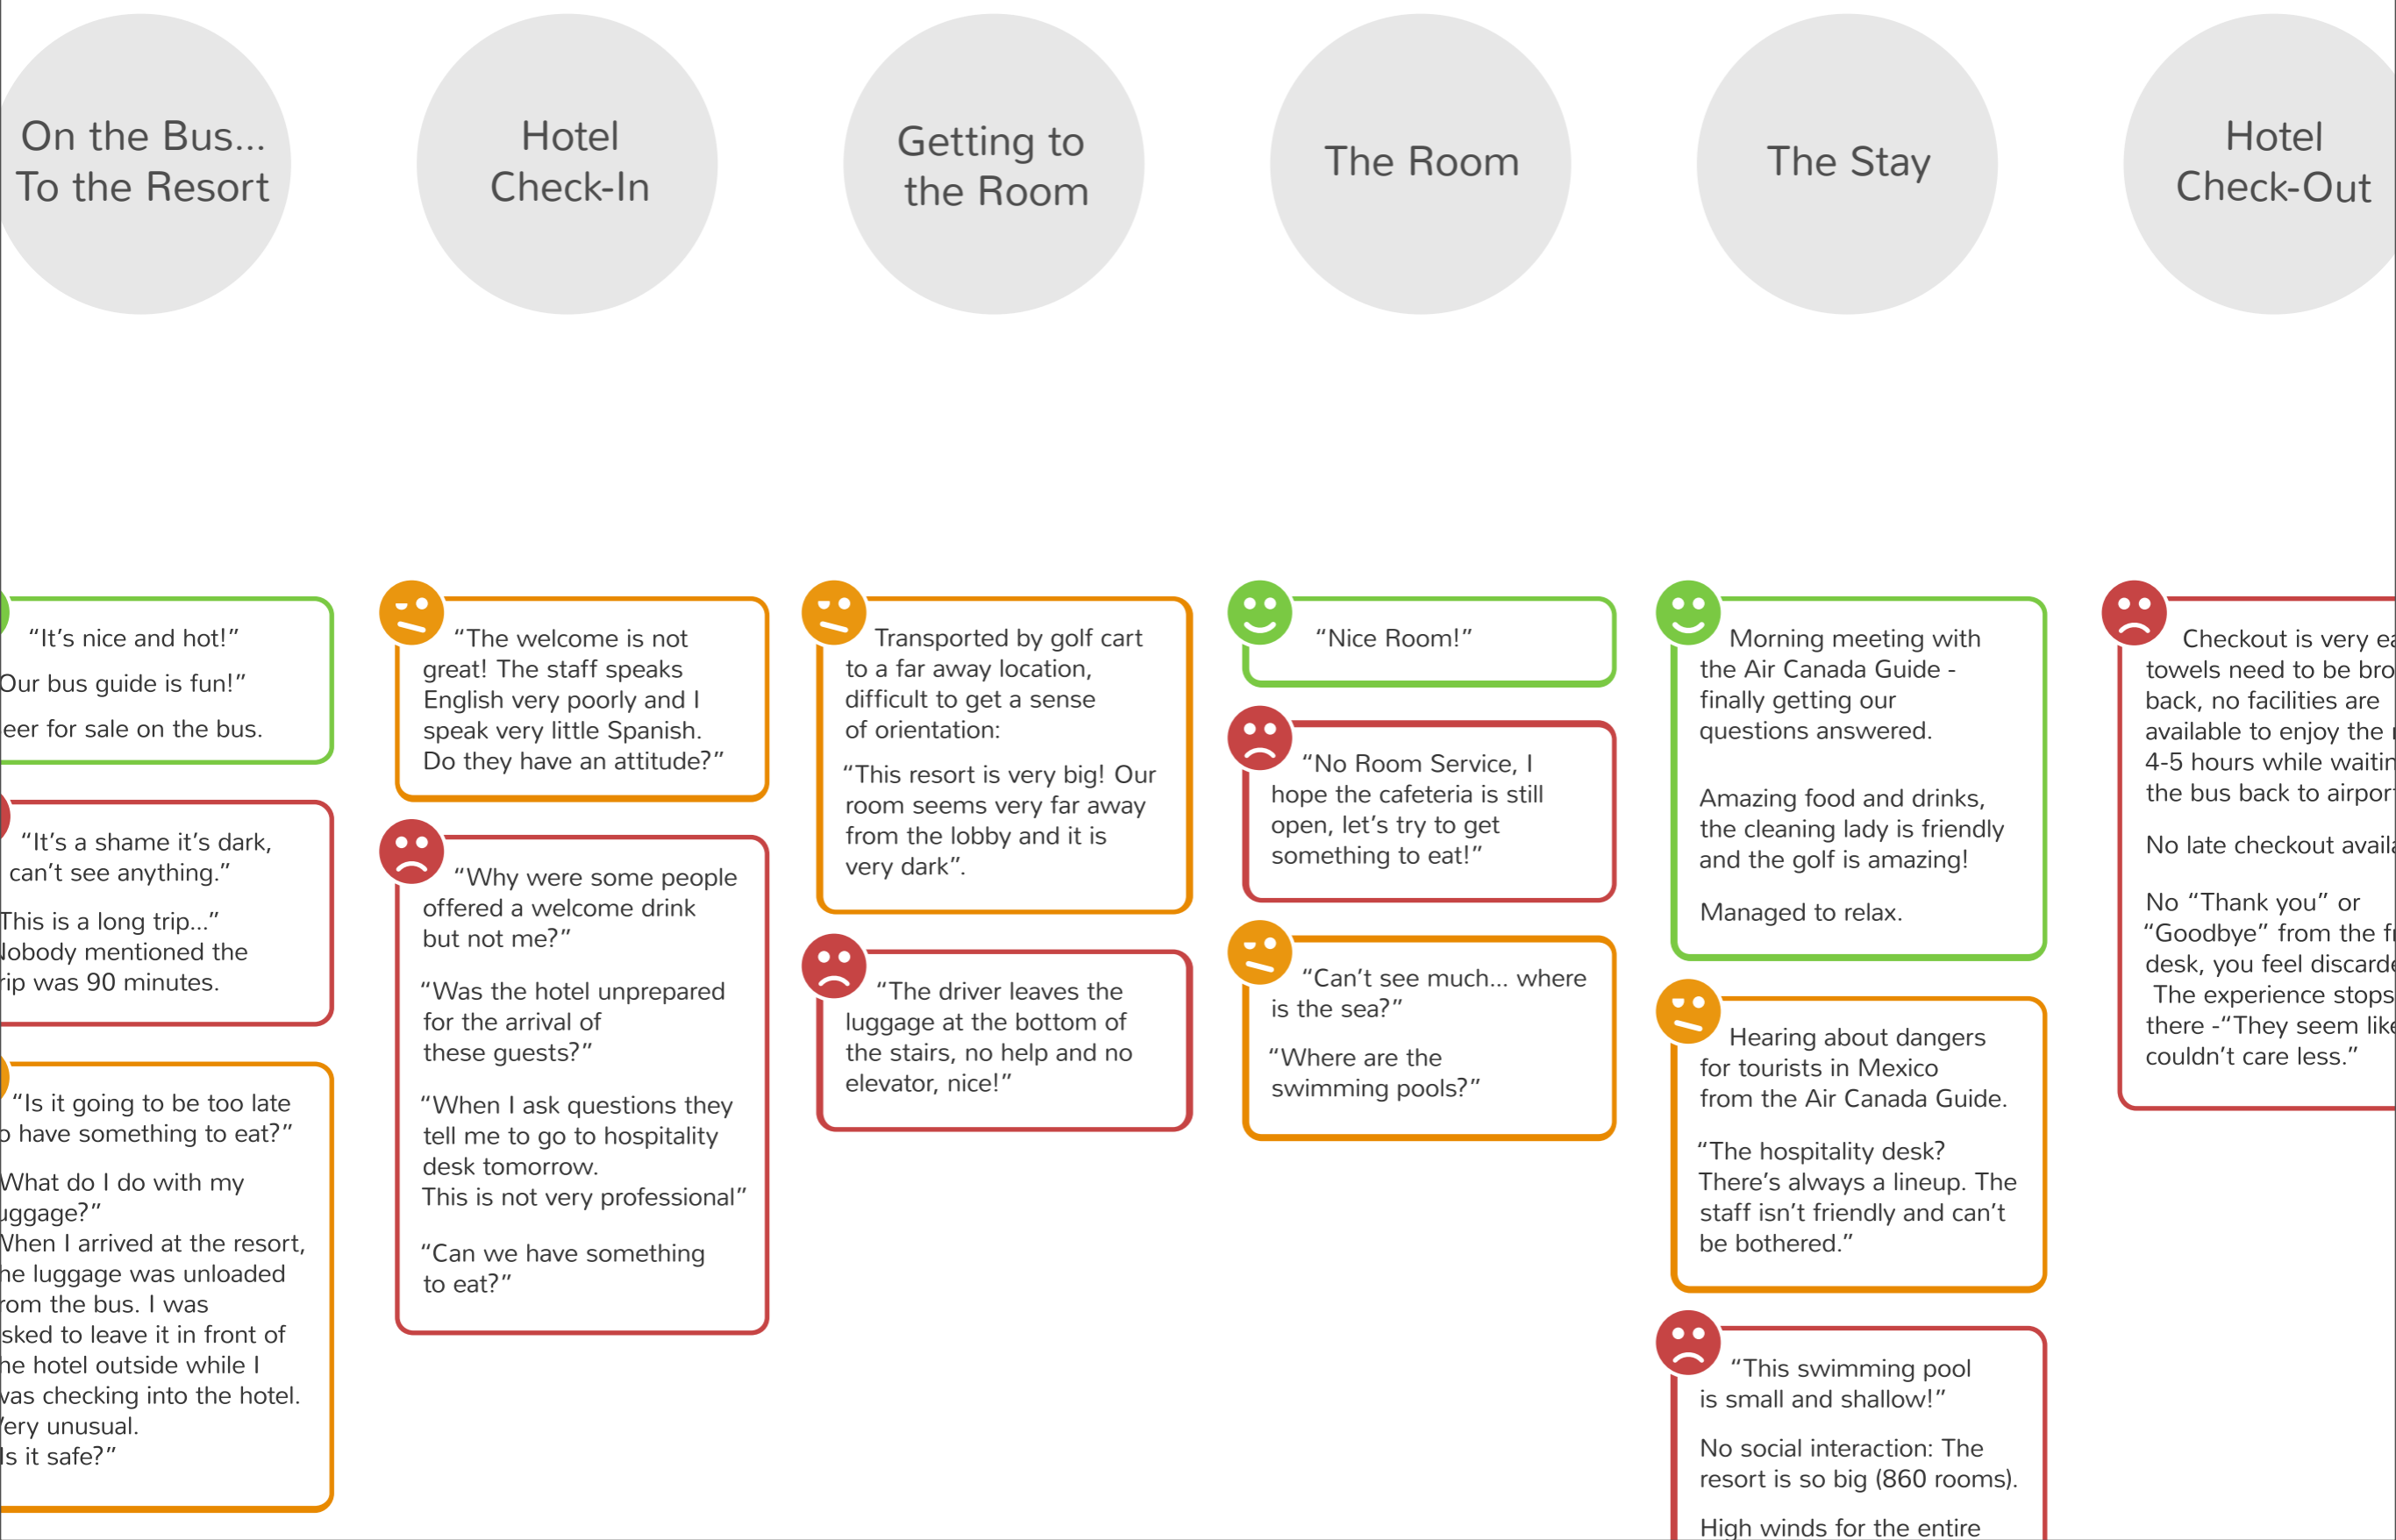 On the Bus...
To the Resort
Hotel
Check-In
Getting to
the Room
The Room
The Stay
Hotel
Check-Out
“It’s nice and hot!”
Our bus guide is fun!”
for sale on the bus.
“It’s a shame it’s dark,
can’t see anything.”
This is a long trip...”
mentioned the
was 90 minutes.
“Is it going to be too late
have something to eat?”
What do I do with my
When I arrived at the resort,
luggage was unloaded
the bus. I was
to leave it in front of
hotel outside while I
checking into the hotel.
unusual.
Is it safe?”
“The welcome is not
great! The staff speaks
English very poorly and I
speak very little Spanish.
Do they have an attitude?”
“Why were some people
offered a welcome drink
but not me?”
“Was the hotel unprepared
for the arrival of
these guests?”
“When I ask questions they
tell me to go to hospitality
desk tomorrow.
This is not very professional”
“Can we have something
to eat?”
Transported by golf cart
to a far away location,
difficult to get a sense
of orientation:
“This resort is very big! Our
room seems very far away
from the lobby and it is
very dark”.
“The driver leaves the
luggage at the bottom of
the stairs, no help and no
elevator, nice!”
“Nice Room!”
“No Room Service, I
hope the cafeteria is still
open, let’s try to get
something to eat!”
“Can’t see much... where
is the sea?”
“Where are the
swimming pools?”
Morning meeting with
the Air Canada Guide -
finally getting our
questions answered.
Amazing food and drinks,
the cleaning lady is friendly
and the golf is amazing!
Managed to relax.
Hearing about dangers
for tourists in Mexico
from the Air Canada Guide.
“The hospitality desk?
There’s always a lineup. The
staff isn’t friendly and can’t
be bothered.”
“This swimming pool
is small and shallow!”
No social interaction: The
resort is so big (860 rooms).
High winds for the entire
Checkout is very
towels need to be
back, no facilities are
available to enjoy the
4-5 hours while
the bus back to
No late checkout
No “Thank you” or
“Goodbye” from the
desk, you feel
The experience stops
there -“They seem
couldn’t care less.”